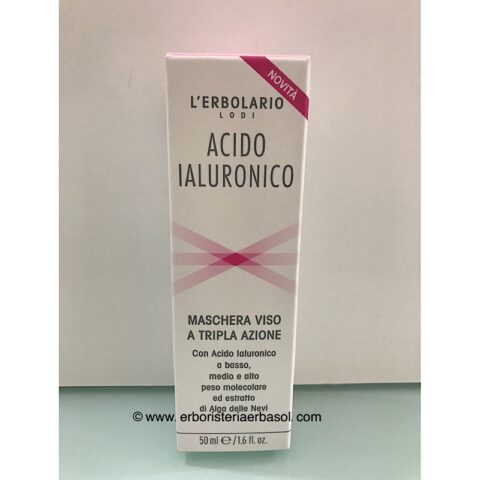 NOVITÀ
L'ERBOLARIO
LODI
ACIDO
IALURONICO
MASCHERA VISO
A TRIPLA AZIONE
Con Acido Ialuronico
a basso,
medio e alto
peso molecolare
ed estratto
di Alga delle Nevi
© www. erboristeriaerbasol. com
50 ml ℮ / 1.6 fl. oz.